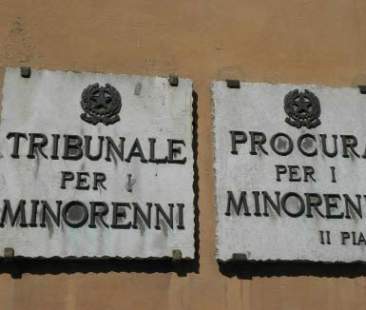 TRIBUNALE
PER I
MINORENNI
PROCURA
PER I
MINORENN
II PIA